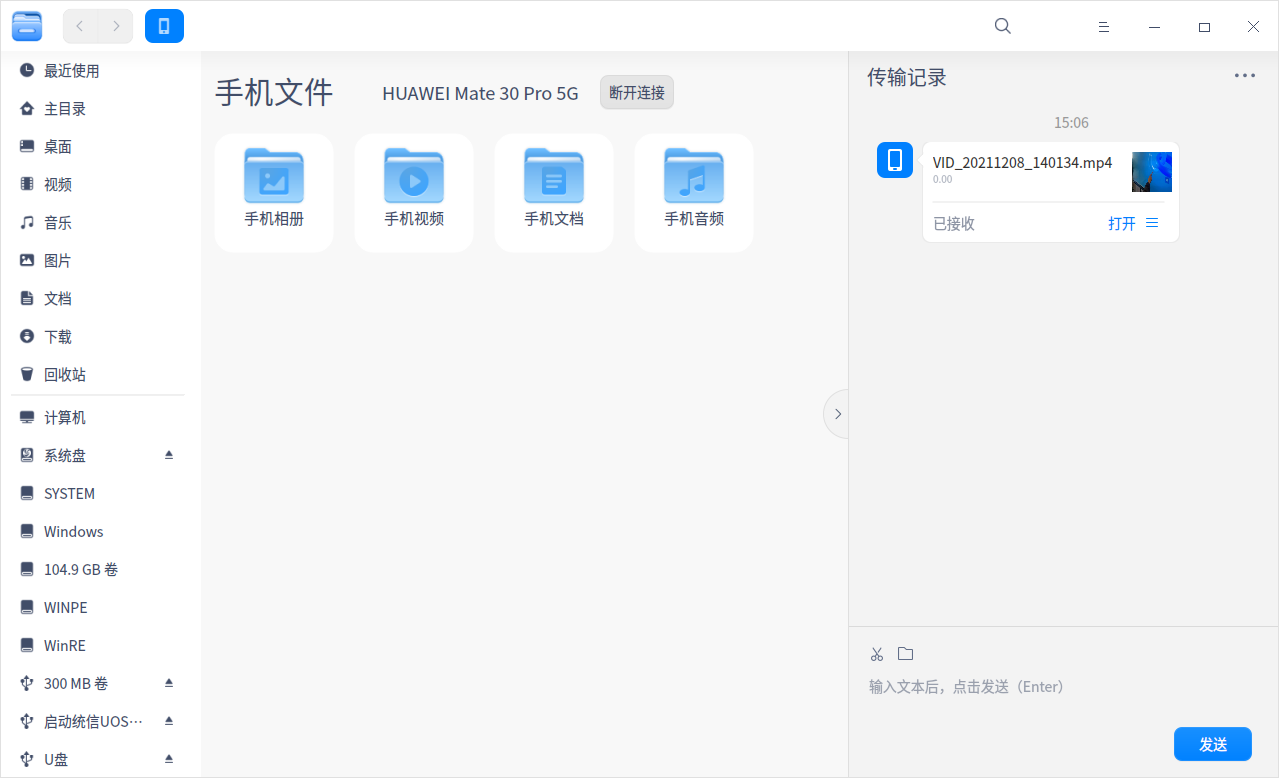 最近使用
主目录
桌面
视频
音乐
图片
文档
下载
回收站
计算机
系统盘
SYSTEM
Windows
104.9 GB 卷
WINPE
WinRE
300 MB 卷
启动统信UOS…
U盘
手机文件
HUAWEI Mate 30 Pro 5G
断开连接
手机相册
手机视频
手机文档
手机音频
传输记录
15:06
VID_20211208_140134.mp4
0.00
已接收
打开
输入文本后，点击发送（Enter）
发送